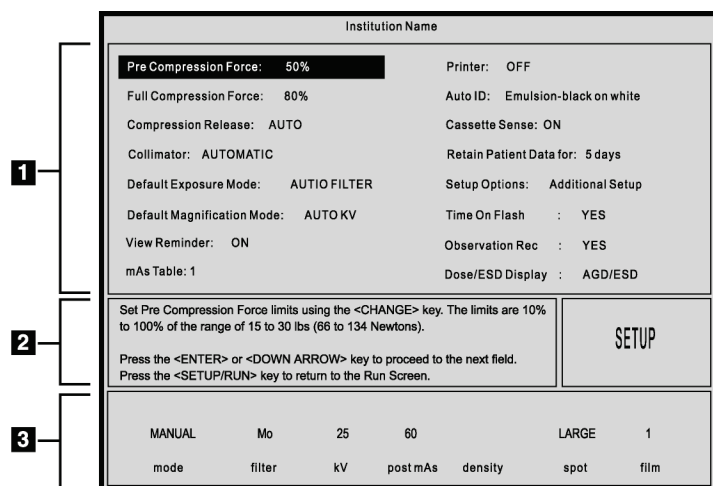 Institution Name
1
Pre Compression Force: 50%
Full Compression Force: 80%
Compression Release: AUTO
Collimator: AUTOMATIC
Default Exposure Mode: AUTIO FILTER
Default Magnification Mode: AUTO KV
View Reminder: ON
mAs Table: 1
Printer: OFF
Auto ID: Emulsion-black on white
Cassette Sense: ON
Retain Patient Data for: 5 days
Setup Options: Additional Setup
Time On Flash : YES
Observation Rec : YES
Dose/ESD Display : AGD/ESD
2
Set Pre Compression Force limits using the <CHANGE> key. The limits are 10%
to 100% of the range of 15 to 30 lbs (66 to 134 Newtons).
Press the <ENTER> or <DOWN ARROW> key to proceed to the next field.
Press the <SETUP/RUN> key to return to the Run Screen.
SETUP
3
MANUAL Mo 25 60 LARGE 1
mode filter kV post mAs density spot film